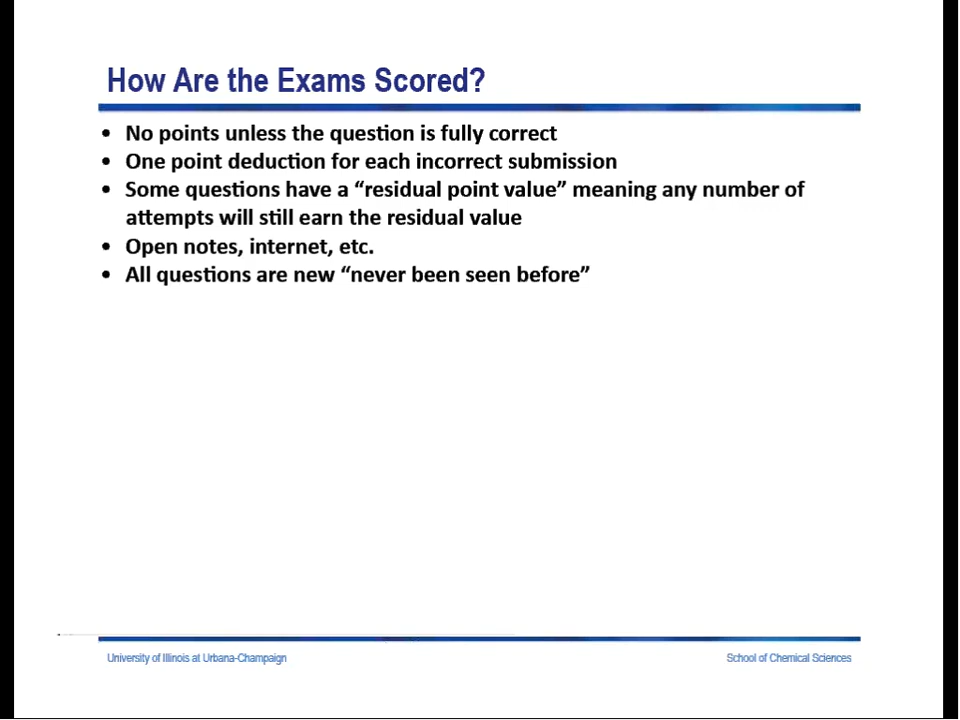 How Are the Exams Scored?
• No points unless the question is fully correct
• One point deduction for each incorrect submission
• Some questions have a “residual point value” meaning any number of
attempts will still earn the residual value
• Open notes, internet, etc.
• All questions are new “never been seen before”
University of Illinois at Urbana-Champaign
School of Chemical Sciences